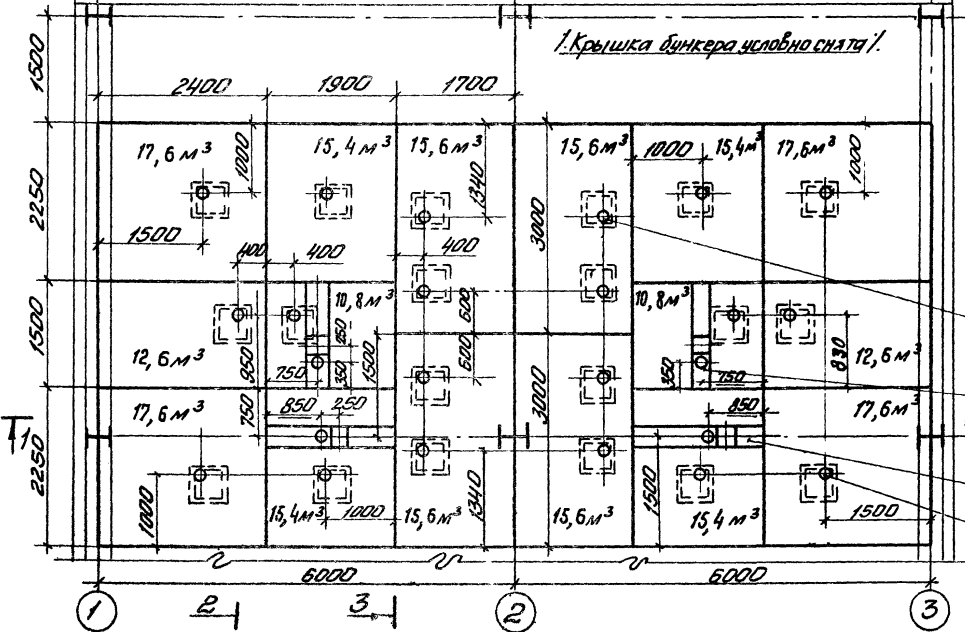 1500
/. Крышка бункера условно снята /.
2400 1900 1700
17,6 м³ 1000 15,4 м³ 15,6 м³ 1340 15,6 м³ 1000 15,4 м³ 17,6 м³ 1000
2250
1500 3000
400 400 400
10,8 м³ 600 10,8 м³
1500 950 250 350 1500 600 350 830
12,6 м³ 750 750 12,6 м³
17,6 м³ 750 850 250 3000 850 17,6 м³
1
2250
1000 1340 1500 1500
15,4 м³ 1000 15,6 м³ 15,6 м³ 15,4 м³
6000 6000
1 2 3 2 3